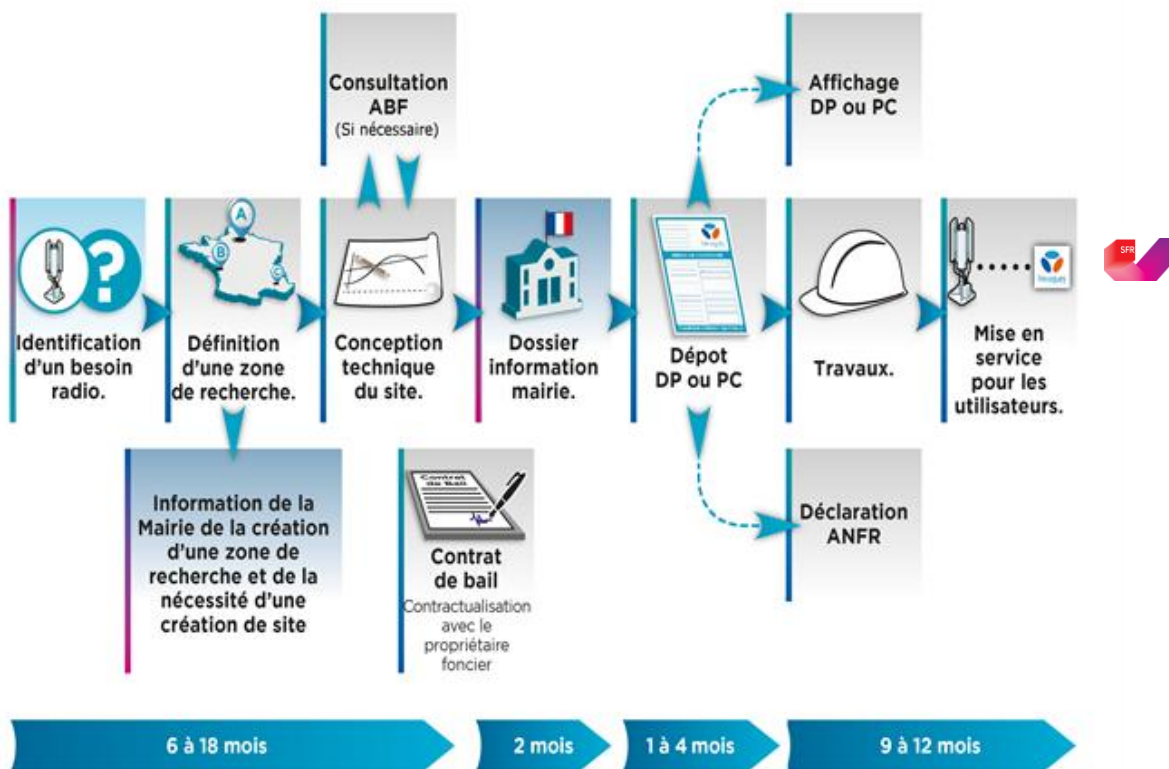 Consultation
ABF
(Si nécessaire)
Affichage
DP ou PC
A
B
C
SFR
Identification
d'un besoin
radio.
Définition
d'une zone
de recherche.
Conception
technique
du site.
Dossier
information
mairie.
Dépot
DP ou PC
Travaux.
Mise en
service
pour les
utilisateurs.
Information de la
Mairie de la création
d'une zone de
recherche et de la
nécessité d'une
création de site
Contrat
de Bail
Contrat
de bail
Contractualisation
avec le
propriétaire
foncier
Déclaration
ANFR
6 à 18 mois
2 mois
1 à 4 mois
9 à 12 mois